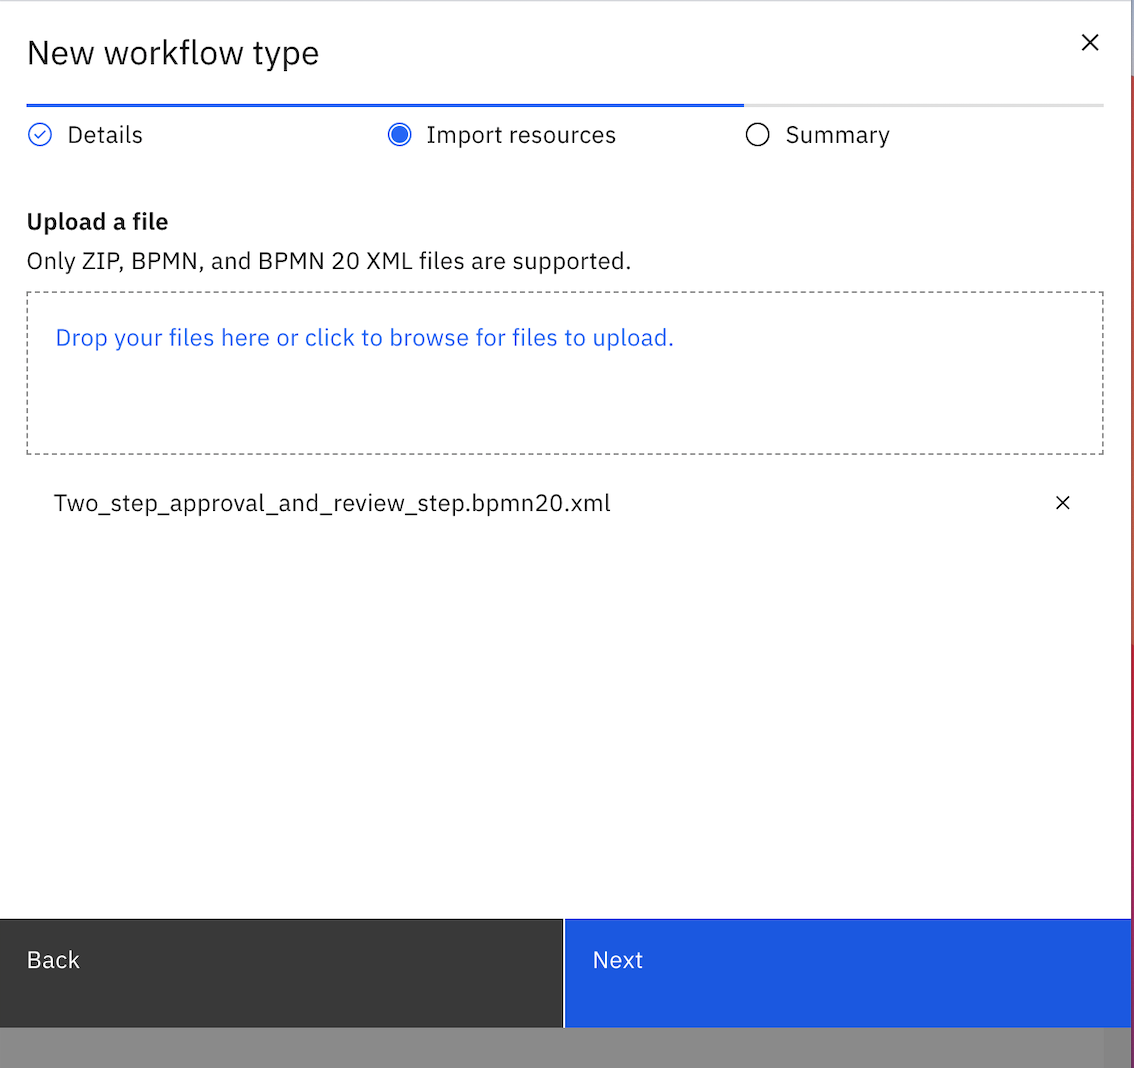 New workflow type
Details
Import resources
Summary
Upload a file
Only ZIP, BPMN, and BPMN 20 XML files are supported.
Drop your files here or click to browse for files to upload.
Two_step_approval_and_review_step.bpmn20.xml
Back
Next